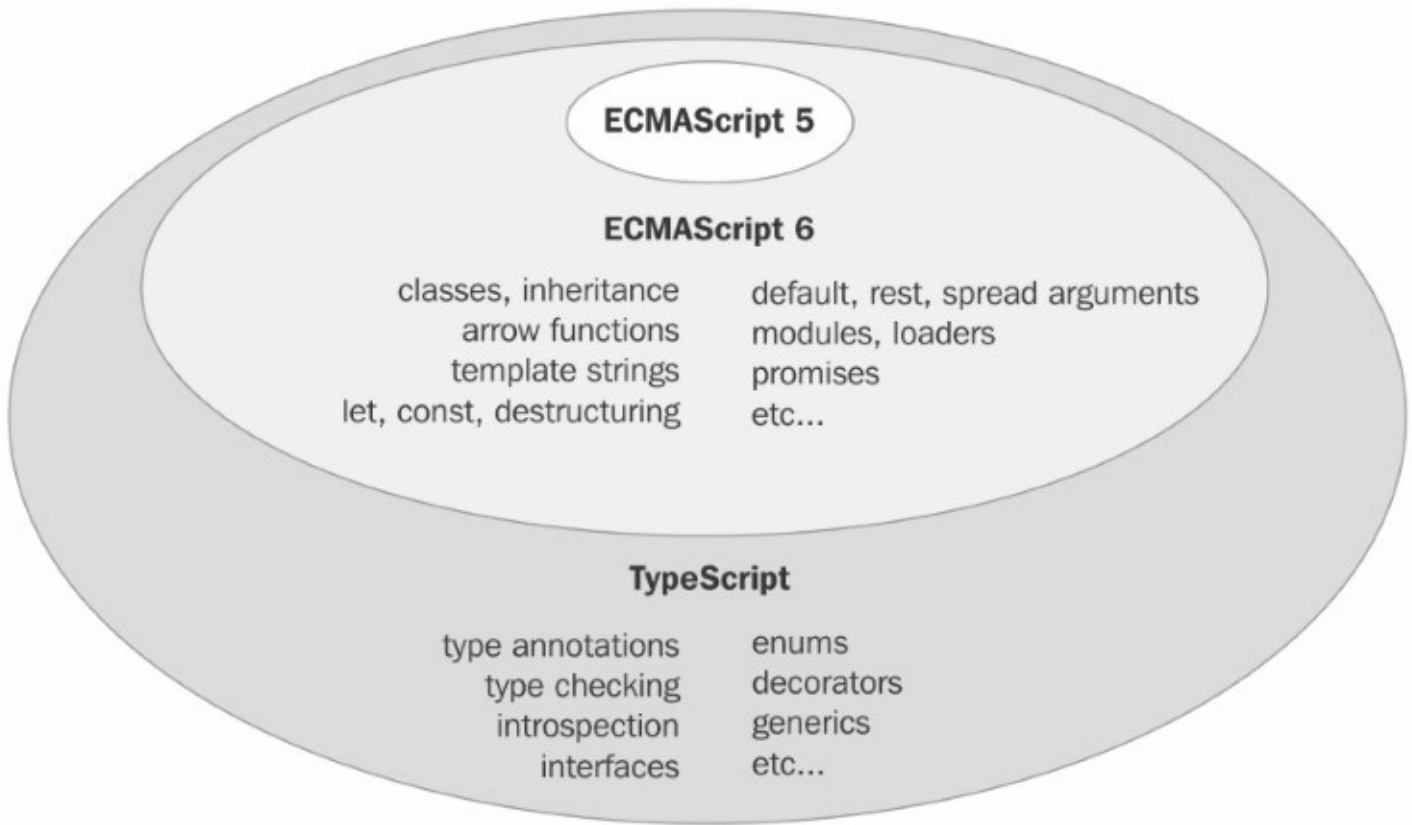 ECMAScript 5
ECMAScript 6
classes, inheritance
arrow functions
template strings
let, const, destructuring
default, rest, spread arguments
modules, loaders
promises
etc...
TypeScript
type annotations
type checking
introspection
interfaces
enums
decorators
generics
etc...